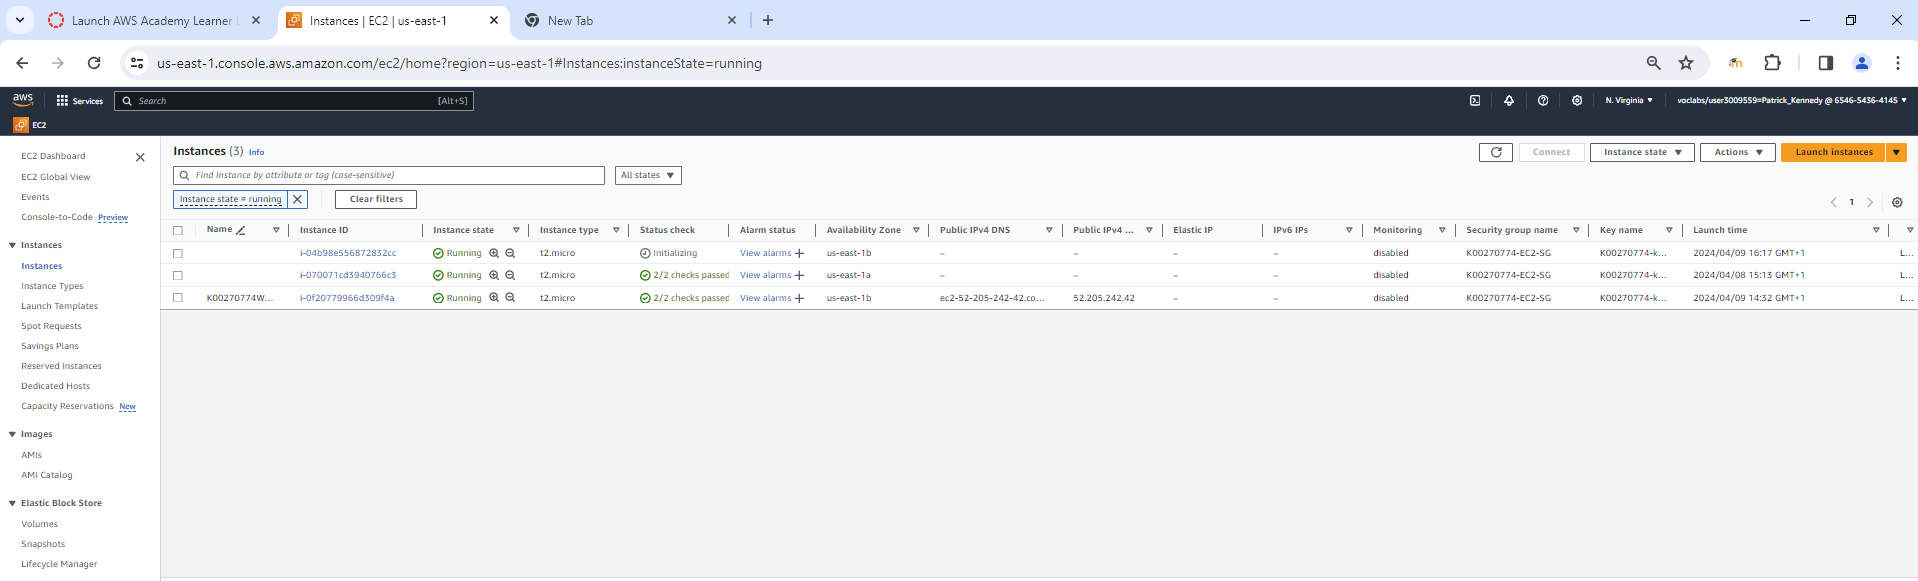 Launch AWS Academy Learner
Instances | EC2 | us-east-1
New Tab
us-east-1.console.aws.amazon.com/ec2/home?region=us-east-1#Instances:instanceState=running
aws Services Search [Alt+S] N. Virginia voclabs/user3009559=Patrick_Kennedy @ 6546-5436-4145
EC2
EC2 Dashboard
EC2 Global View
Events
Console-to-Code Preview
Instances
Instances
Instance Types
Launch Templates
Spot Requests
Savings Plans
Reserved Instances
Dedicated Hosts
Capacity Reservations New
Images
AMIs
AMI Catalog
Elastic Block Store
Volumes
Snapshots
Lifecycle Manager
Instances (3) Info
Connect Instance state Actions Launch instances
Find Instance by attribute or tag (case-sensitive) All states
Instance state = running Clear filters
1
Name Instance ID Instance state Instance type Status check Alarm status Availability Zone Public IPv4 DNS Public IPv4 ... Elastic IP IPv6 IPs Monitoring Security group name Key name Launch time
i-04b98e556872832cc Running t2.micro Initializing View alarms + us-east-1b – – – – disabled K00270774-EC2-SG K00270774-k... 2024/04/09 16:17 GMT+1 L...
i-070071cd3940766c3 Running t2.micro 2/2 checks passed View alarms + us-east-1a – – – – disabled K00270774-EC2-SG K00270774-k... 2024/04/08 15:13 GMT+1 L...
K00270774W... i-0f20779966d309f4a Running t2.micro 2/2 checks passed View alarms + us-east-1b ec2-52-205-242-42.co... 52.205.242.42 – – disabled K00270774-EC2-SG K00270774-k... 2024/04/09 14:32 GMT+1 L...